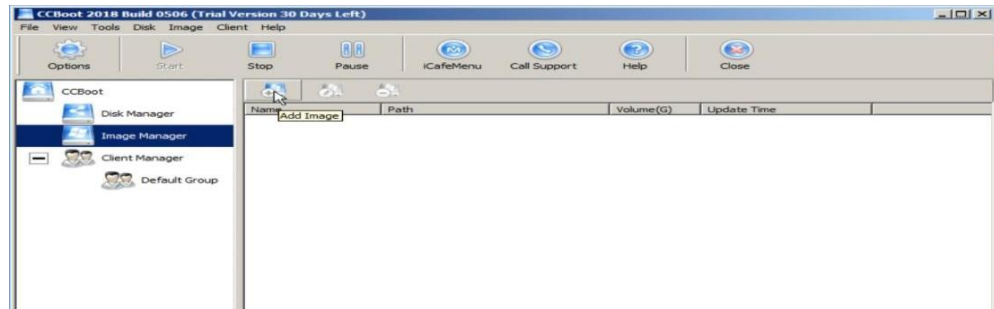 CCBoot 2018 Build 0506 (Trial Version 30 Days Left)
File View Tools Disk Image Client Help
Options Start Stop Pause iCafeMenu Call Support Help Close
CCBoot
Disk Manager
Image Manager
Client Manager
Default Group
Name Path Volume(G) Update Time
Add Image